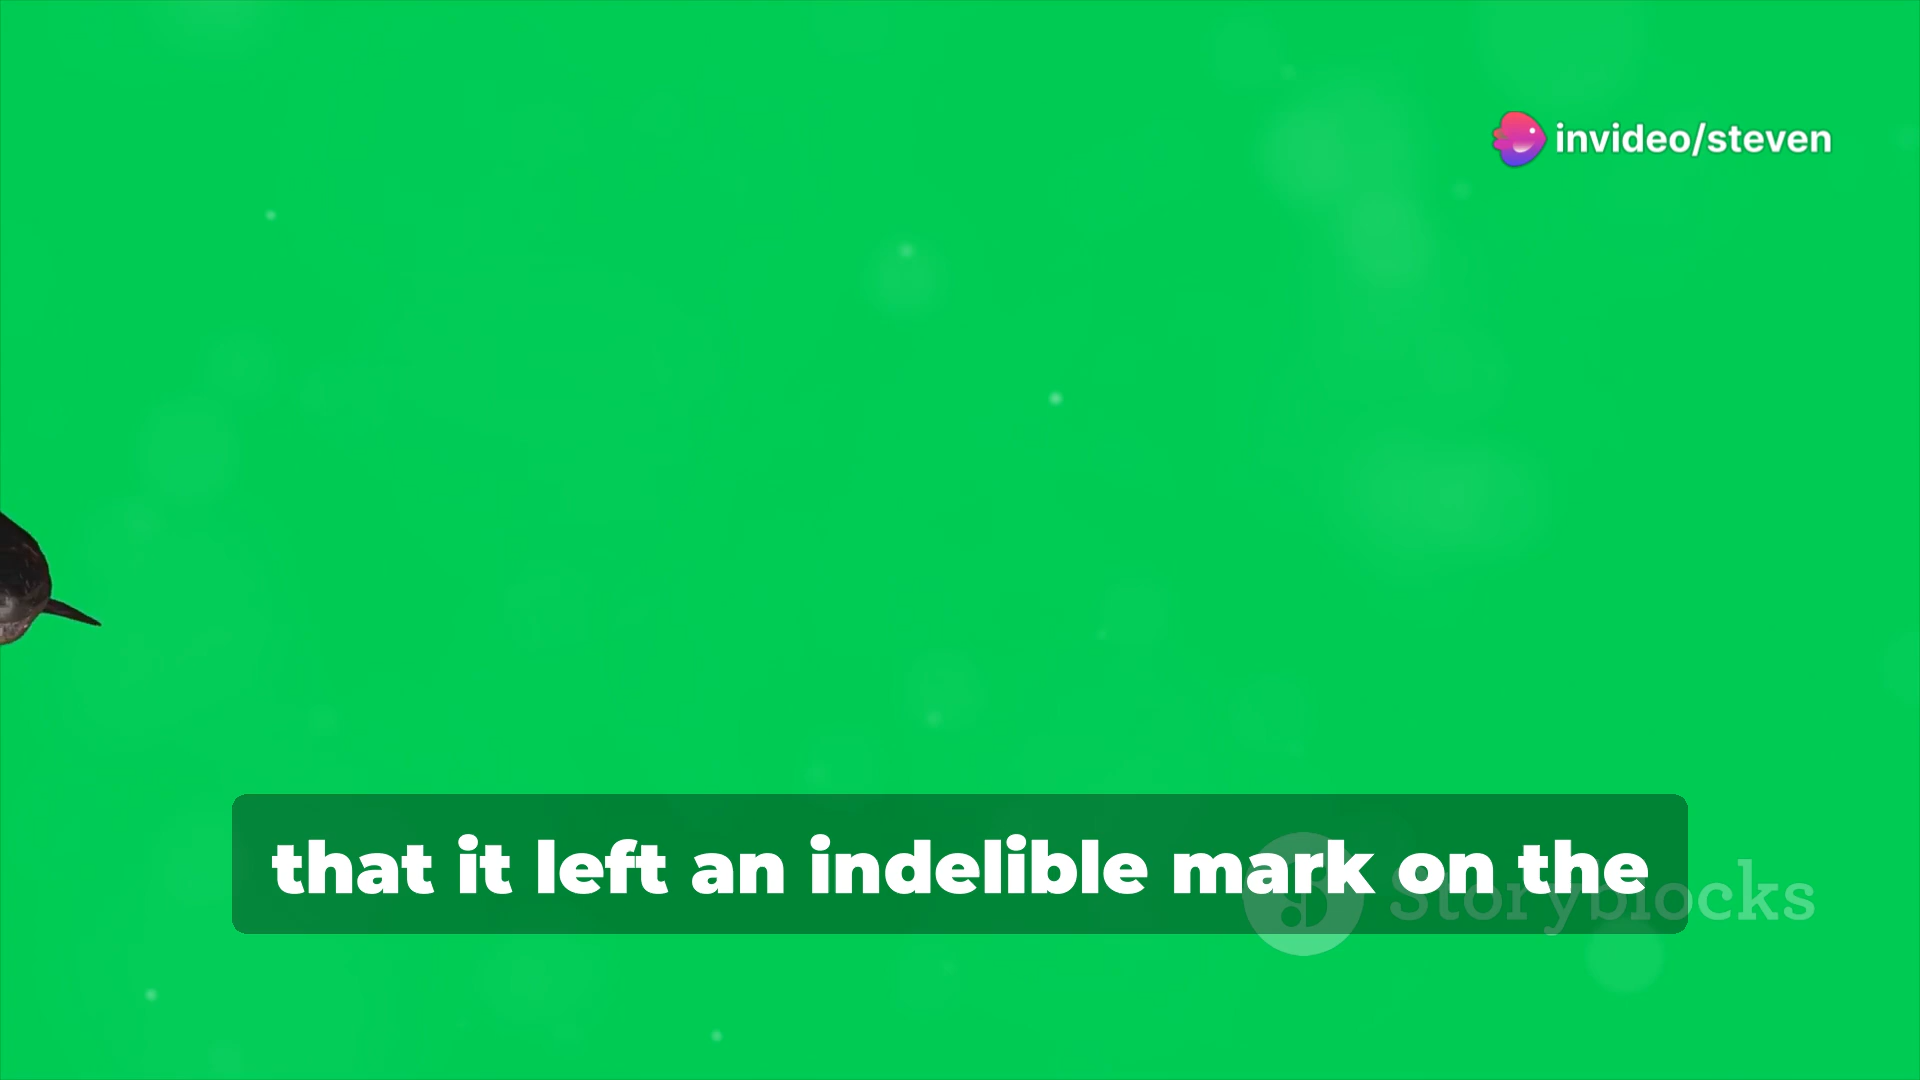 invideo/steven
that it left an indelible mark on the
Storyblocks